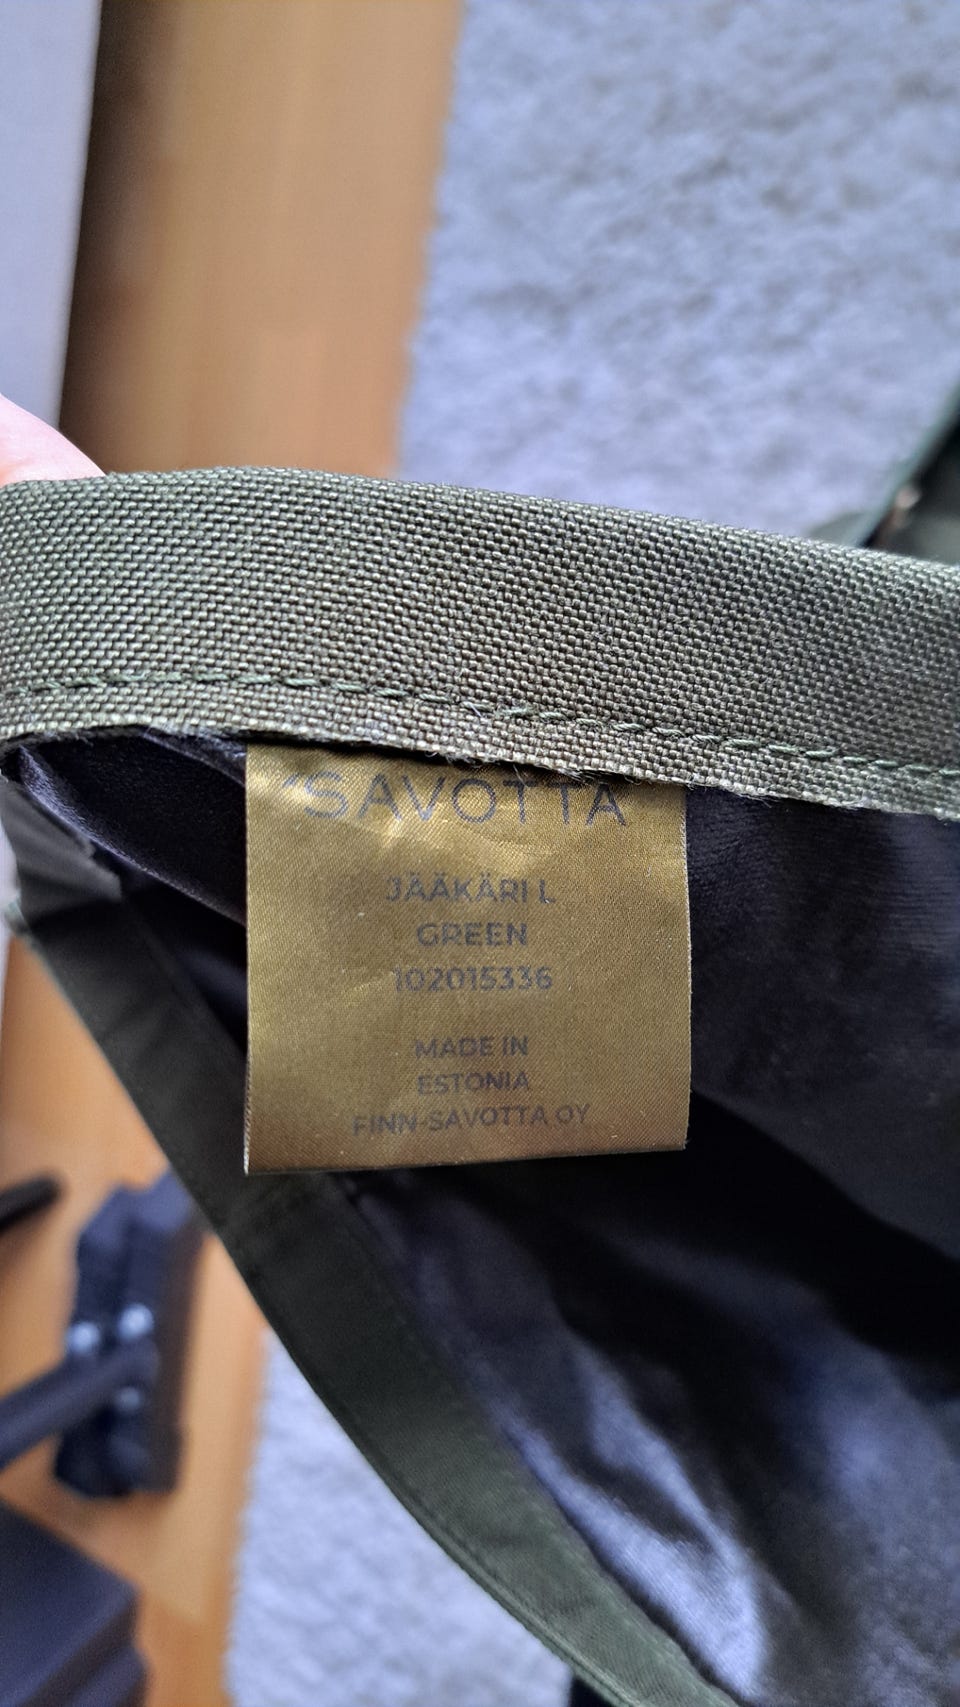 SAVOTTA
JÄÄKÄRI L
GREEN
102015336
MADE IN
ESTONIA
FINN-SAVOTTA OY